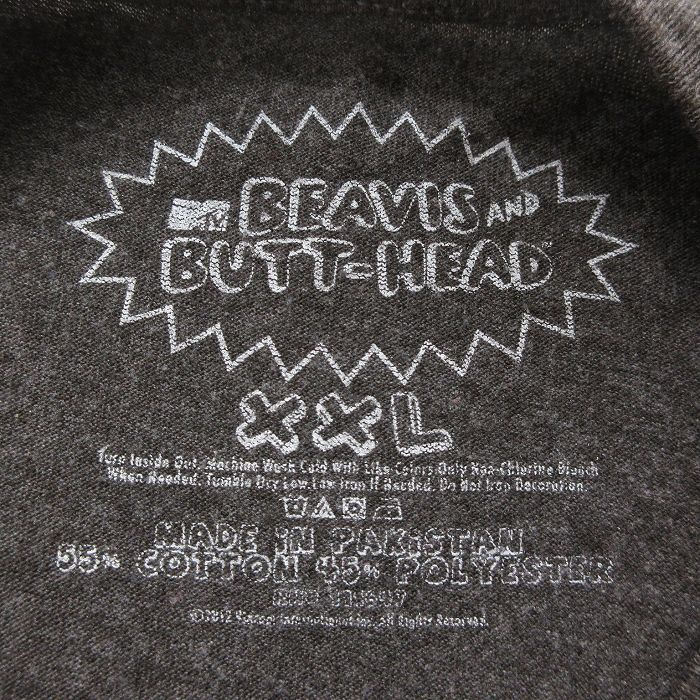 MTV BEAVIS AND
BUTT-HEAD
XXL
Turn Inside Out. Machine Wash Cold With Like Colors Only Non-Chlorine Bleach
When Needed. Tumble Dry Low. Low Iron If Needed. Do Not Iron Decoration.
MADE IN PAKISTAN
55% COTTON 45% POLYESTER
©2012 Viacom International Inc. All Rights Reserved.